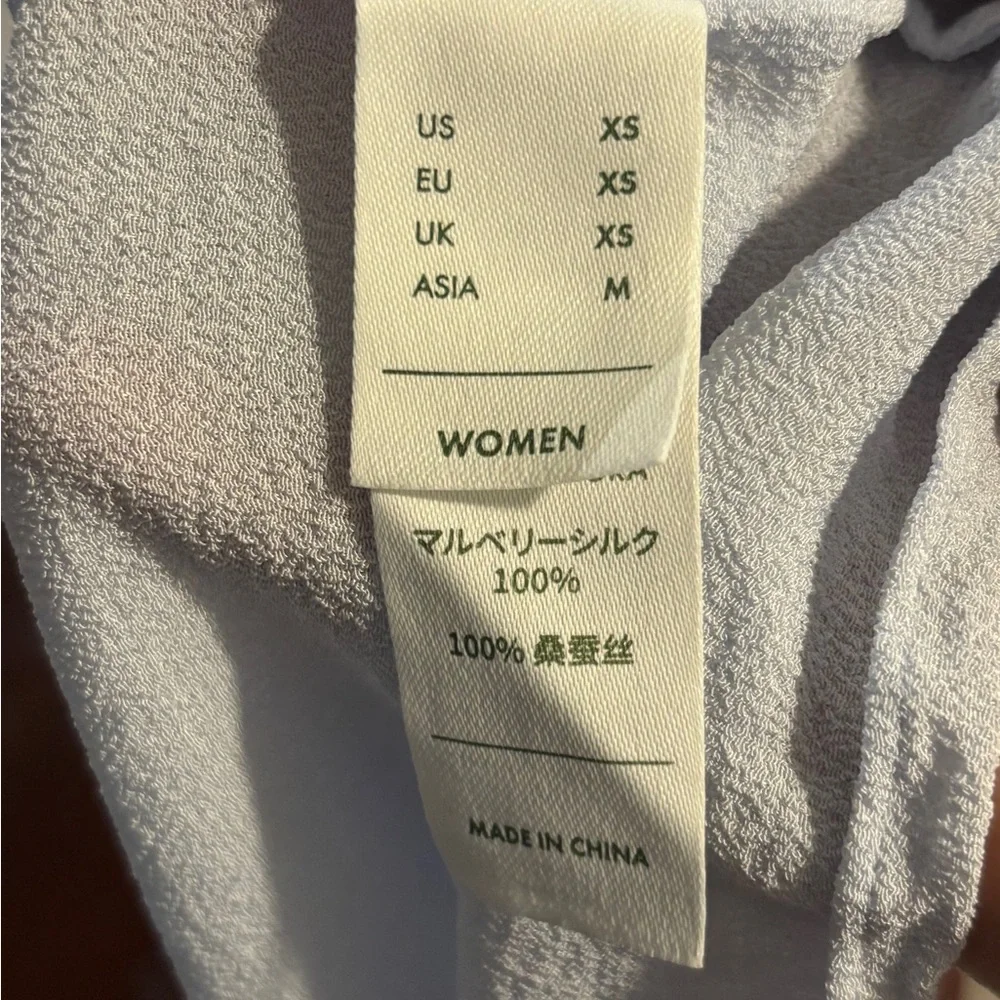 US XS
EU XS
UK XS
ASIA M
WOMEN
マルベリーシルク
100%
100% 桑蚕丝
MADE IN CHINA